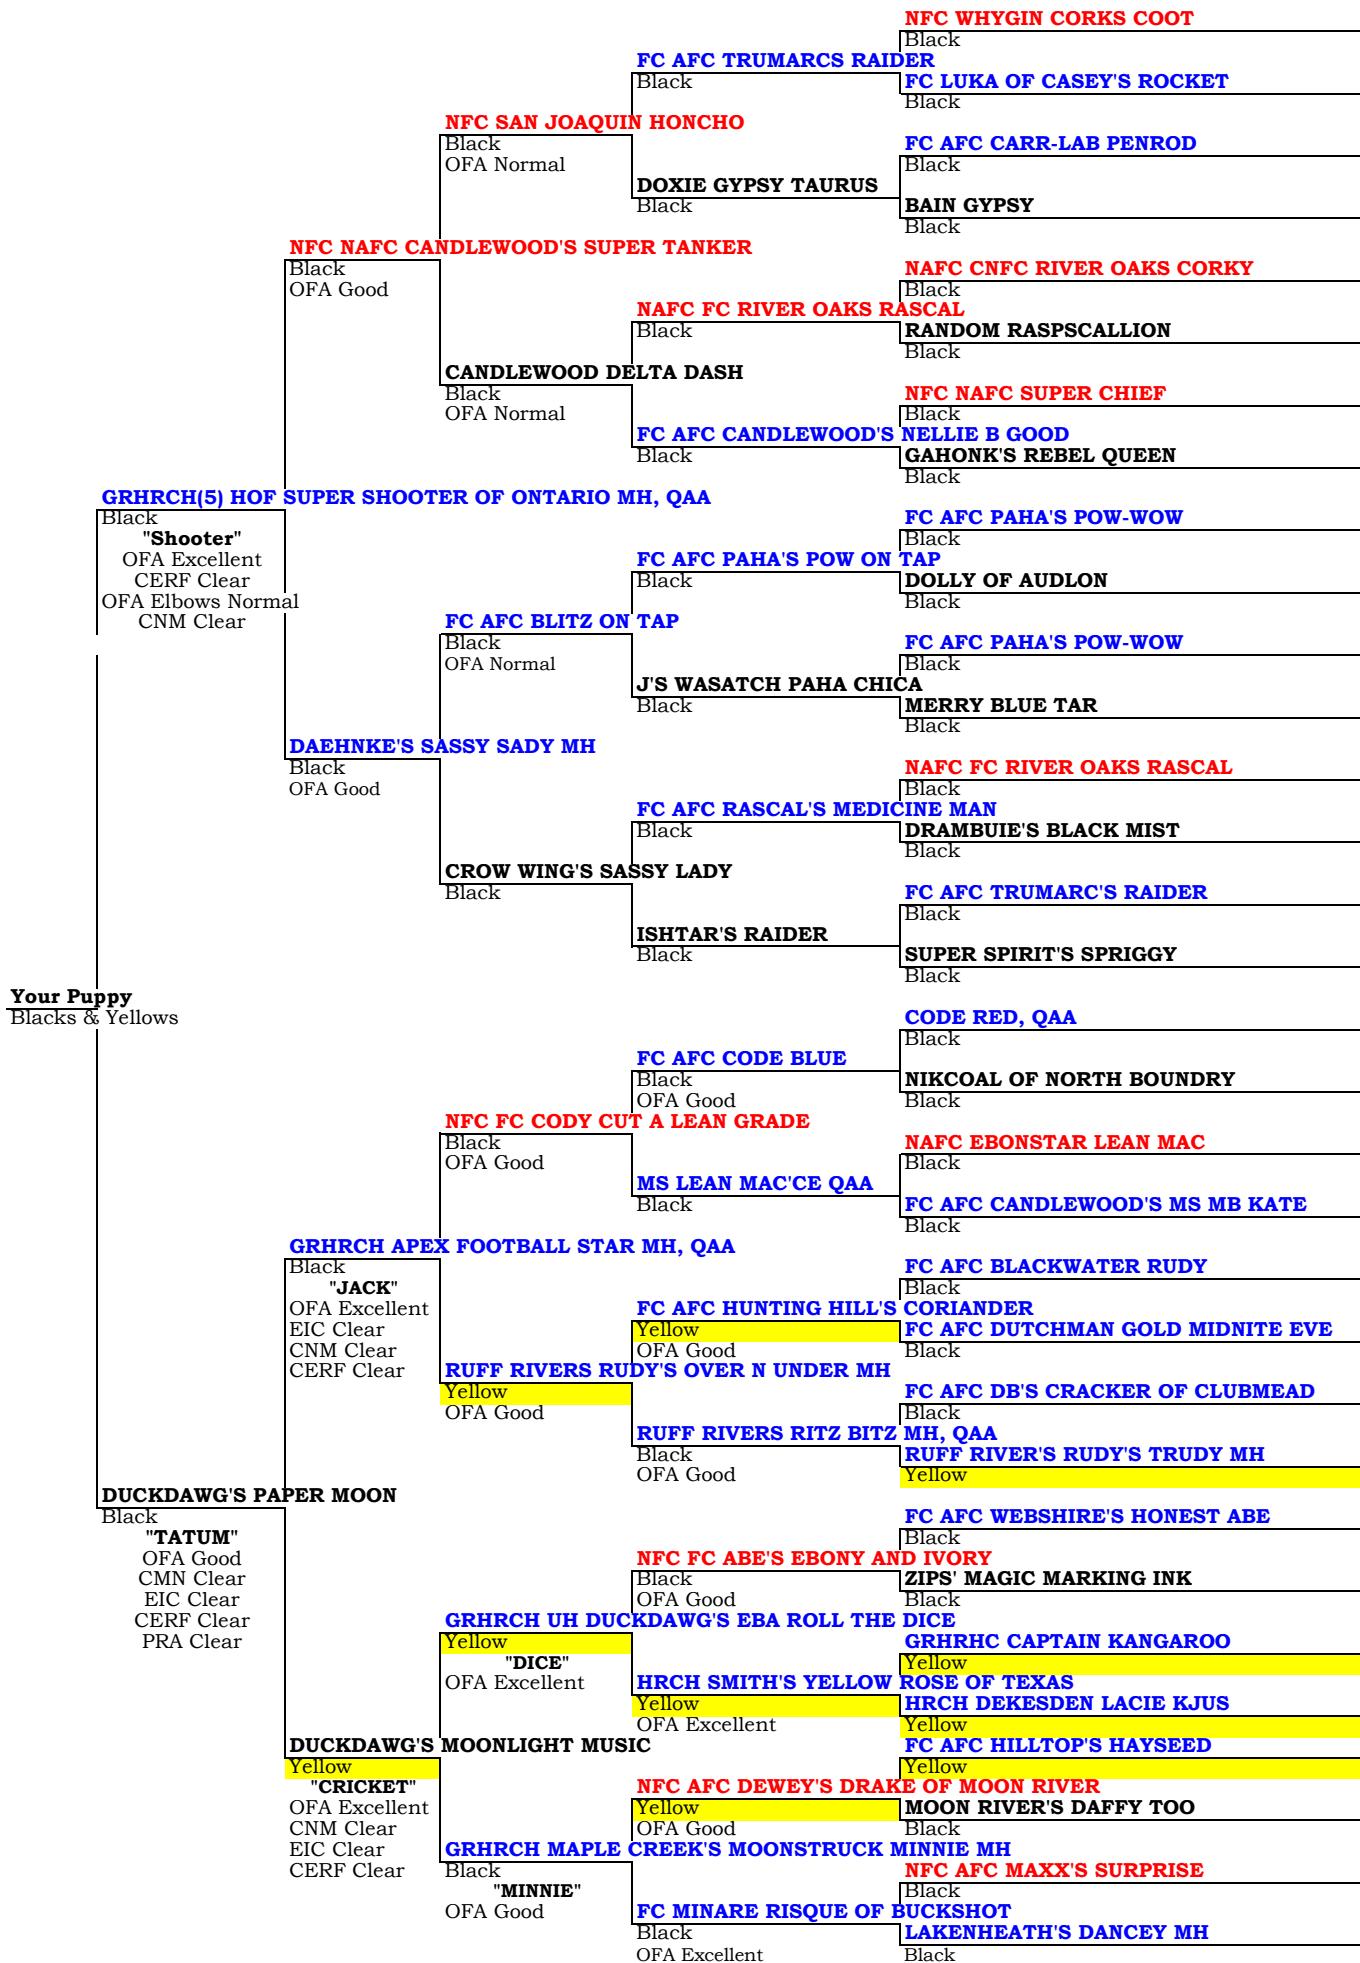 NFC WHYGIN CORKS COOT
Black
FC AFC TRUMARCS RAIDER
Black
FC LUKA OF CASEY'S ROCKET
Black
NFC SAN JOAQUIN HONCHO
Black
OFA Normal
FC AFC CARR-LAB PENROD
Black
DOXIE GYPSY TAURUS
Black
BAIN GYPSY
Black
NFC NAFC CANDLEWOOD'S SUPER TANKER
Black
OFA Good
NAFC CNFC RIVER OAKS CORKY
Black
NAFC FC RIVER OAKS RASCAL
Black
RANDOM RASPSCALLION
Black
CANDLEWOOD DELTA DASH
Black
OFA Normal
NFC NAFC SUPER CHIEF
Black
FC AFC CANDLEWOOD'S NELLIE B GOOD
Black
GAHONK'S REBEL QUEEN
Black
GRHRCH(5) HOF SUPER SHOOTER OF ONTARIO MH, QAA
Black
"Shooter"
OFA Excellent
CERF Clear
OFA Elbows Normal
CNM Clear
FC AFC PAHA'S POW-WOW
Black
FC AFC PAHA'S POW ON TAP
Black
DOLLY OF AUDLON
Black
FC AFC BLITZ ON TAP
Black
OFA Normal
FC AFC PAHA'S POW-WOW
Black
J'S WASATCH PAHA CHICA
Black
MERRY BLUE TAR
Black
DAEHNKE'S SASSY SADY MH
Black
OFA Good
NAFC FC RIVER OAKS RASCAL
Black
FC AFC RASCAL'S MEDICINE MAN
Black
DRAMBUIE'S BLACK MIST
Black
CROW WING'S SASSY LADY
Black
FC AFC TRUMARC'S RAIDER
Black
ISHTAR'S RAIDER
Black
SUPER SPIRIT'S SPRIGGY
Black
Your Puppy
Blacks & Yellows
CODE RED, QAA
Black
FC AFC CODE BLUE
Black
OFA Good
NIKCOAL OF NORTH BOUNDRY
Black
NFC FC CODY CUT A LEAN GRADE
Black
OFA Good
NAFC EBONSTAR LEAN MAC
Black
MS LEAN MAC'CE QAA
Black
FC AFC CANDLEWOOD'S MS MB KATE
Black
GRHRCH APEX FOOTBALL STAR MH, QAA
Black
"JACK"
OFA Excellent
EIC Clear
CNM Clear
CERF Clear
FC AFC BLACKWATER RUDY
Black
FC AFC HUNTING HILL'S CORIANDER
Yellow
OFA Good
FC AFC DUTCHMAN GOLD MIDNITE EVE
Black
RUFF RIVERS RUDY'S OVER N UNDER MH
Yellow
OFA Good
FC AFC DB'S CRACKER OF CLUBMEAD
Black
RUFF RIVERS RITZ BITZ MH, QAA
Black
OFA Good
RUFF RIVER'S RUDY'S TRUDY MH
Yellow
DUCKDAWG'S PAPER MOON
Black
"TATUM"
OFA Good
CMN Clear
EIC Clear
CERF Clear
PRA Clear
FC AFC WEBSHIRE'S HONEST ABE
Black
NFC FC ABE'S EBONY AND IVORY
Black
OFA Good
ZIPS' MAGIC MARKING INK
Black
GRHRCH UH DUCKDAWG'S EBA ROLL THE DICE
Yellow
"DICE"
OFA Excellent
GRHRHC CAPTAIN KANGAROO
Yellow
HRCH SMITH'S YELLOW ROSE OF TEXAS
Yellow
OFA Excellent
HRCH DEKESDEN LACIE KJUS
Yellow
DUCKDAWG'S MOONLIGHT MUSIC
Yellow
"CRICKET"
OFA Excellent
CNM Clear
EIC Clear
CERF Clear
FC AFC HILLTOP'S HAYSEED
Yellow
NFC AFC DEWEY'S DRAKE OF MOON RIVER
Yellow
OFA Good
MOON RIVER'S DAFFY TOO
Black
GRHRCH MAPLE CREEK'S MOONSTRUCK MINNIE MH
Black
"MINNIE"
OFA Good
NFC AFC MAXX'S SURPRISE
Black
FC MINARE RISQUE OF BUCKSHOT
Black
OFA Excellent
LAKENHEATH'S DANCEY MH
Black